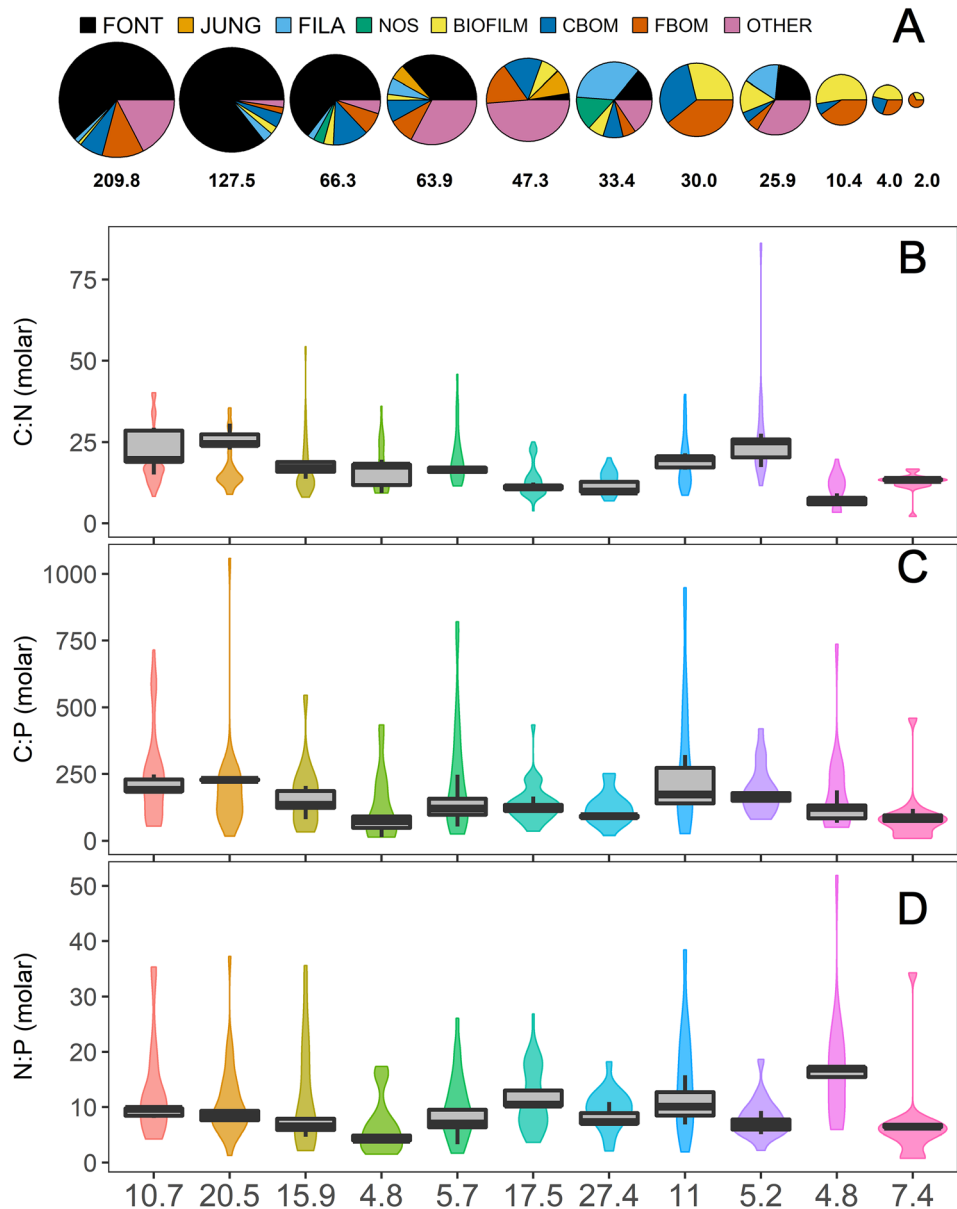 FONT JUNG FILA NOS BIOFILM CBOM FBOM OTHER A
209.8 127.5 66.3 63.9 47.3 33.4 30.0 25.9 10.4 4.0 2.0
B
C:N (molar)
75
50
25
0
C
C:P (molar)
1000
750
500
250
0
D
N:P (molar)
50
40
30
20
10
0
10.7 20.5 15.9 4.8 5.7 17.5 27.4 11 5.2 4.8 7.4